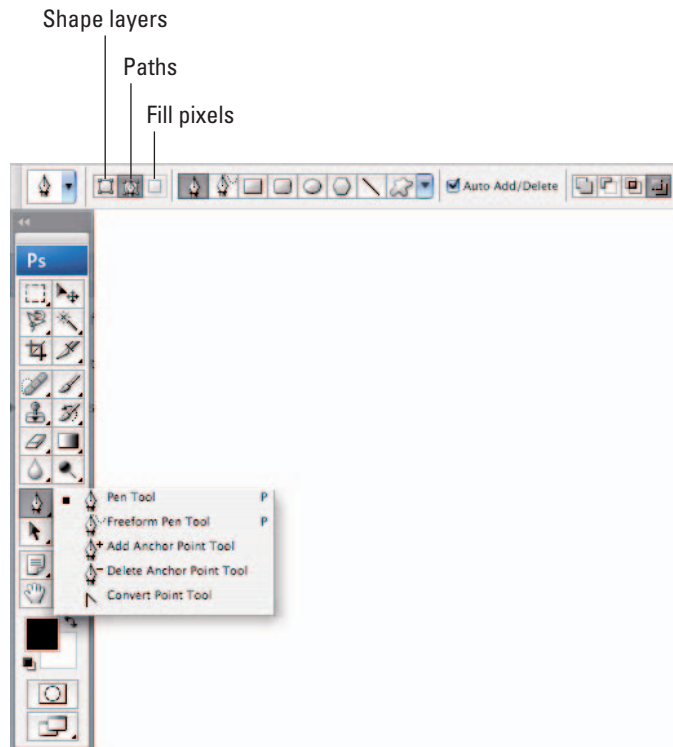 Shape layers
Paths
Fill pixels
Auto Add/Delete
Ps
Pen Tool P
Freeform Pen Tool P
Add Anchor Point Tool
Delete Anchor Point Tool
Convert Point Tool